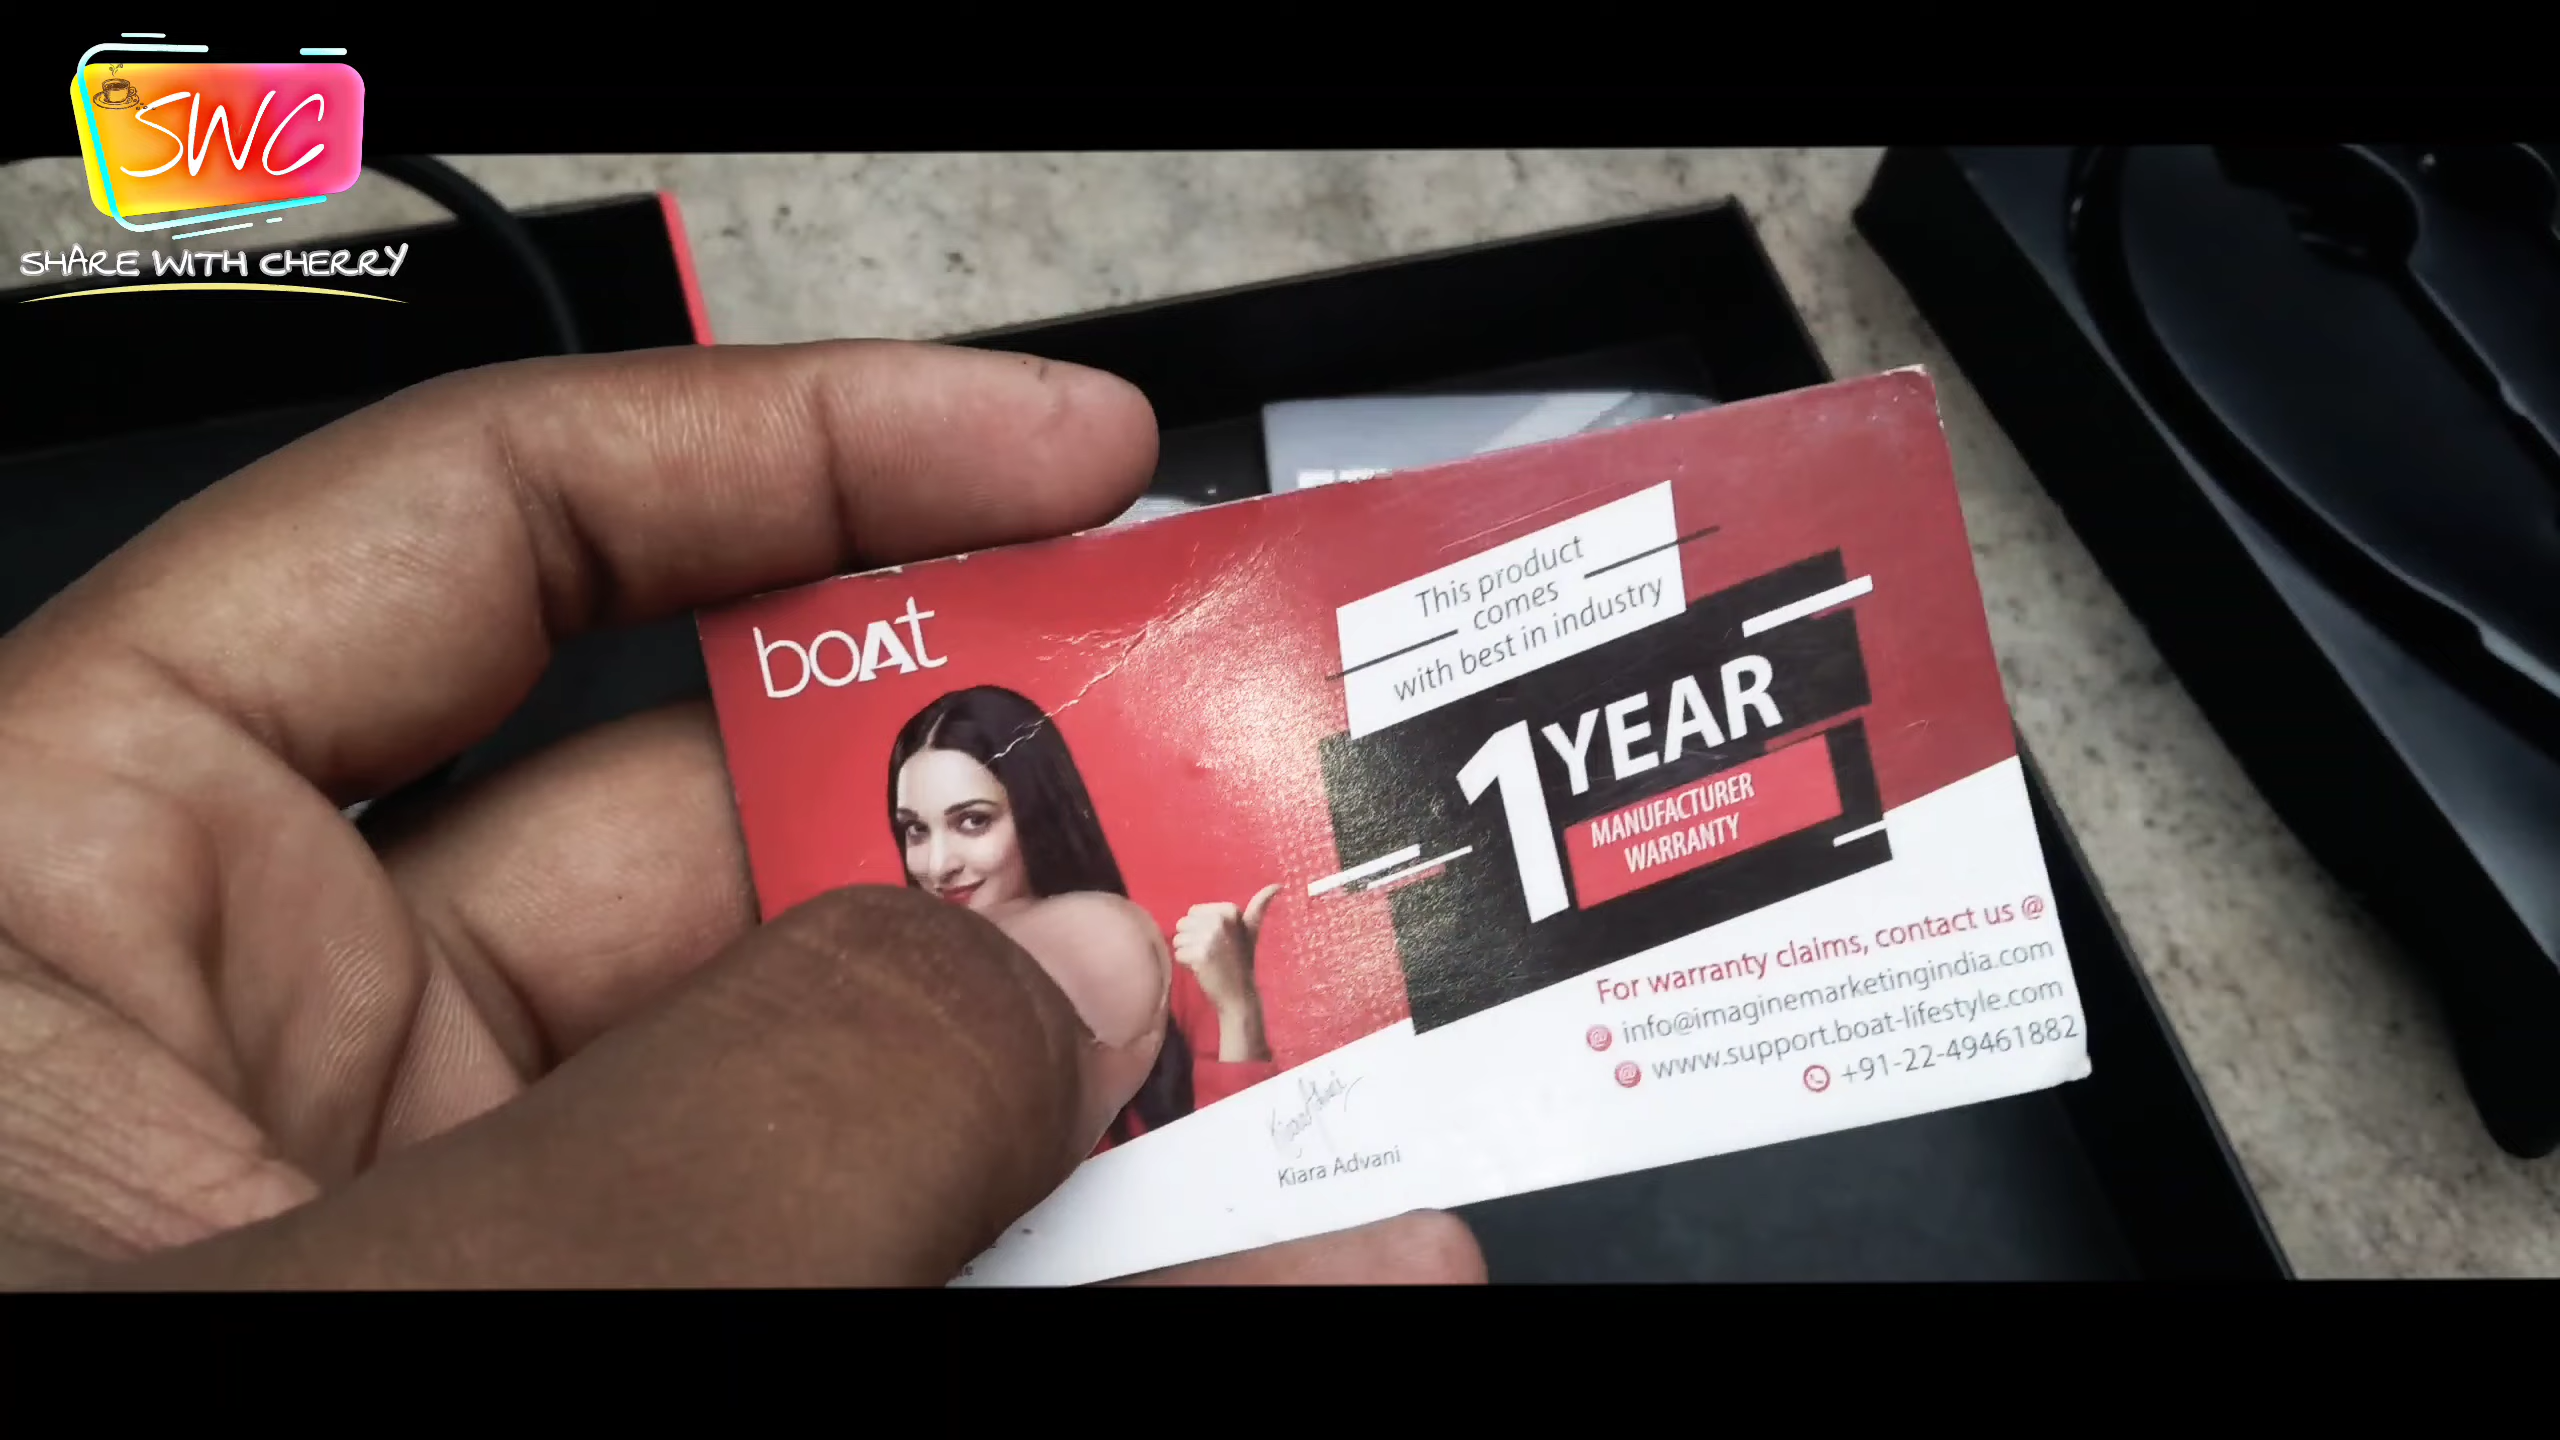 SWC
SHARE WITH CHERRY
boAt
This product
comes
with best in industry
1 YEAR
MANUFACTURER
WARRANTY
For warranty claims, contact us @
info@imaginemarketingindia.com
www.support.boat-lifestyle.com
+91-22-49461882
Kiara Advani